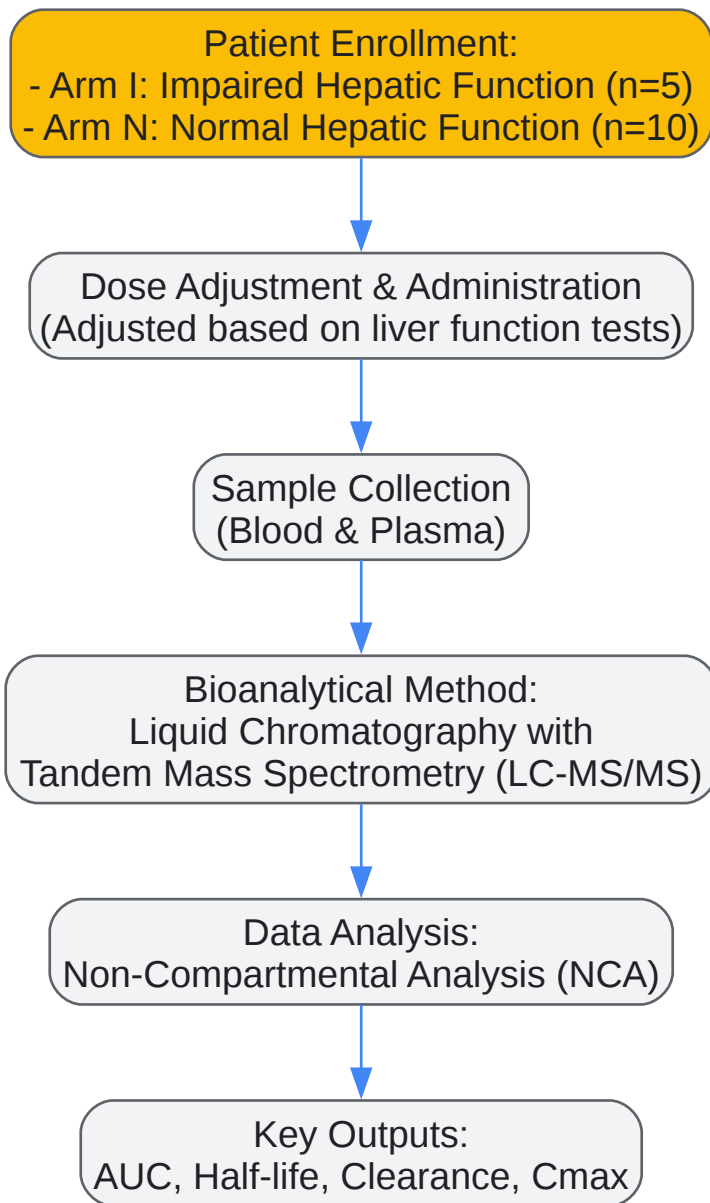 Patient Enrollment:
- Arm I: Impaired Hepatic Function (n=5)
- Arm N: Normal Hepatic Function (n=10)
Dose Adjustment & Administration
(Adjusted based on liver function tests)
Sample Collection
(Blood & Plasma)
Bioanalytical Method:
Liquid Chromatography with
Tandem Mass Spectrometry (LC-MS/MS)
Data Analysis:
Non-Compartmental Analysis (NCA)
Key Outputs:
AUC, Half-life, Clearance, Cmax